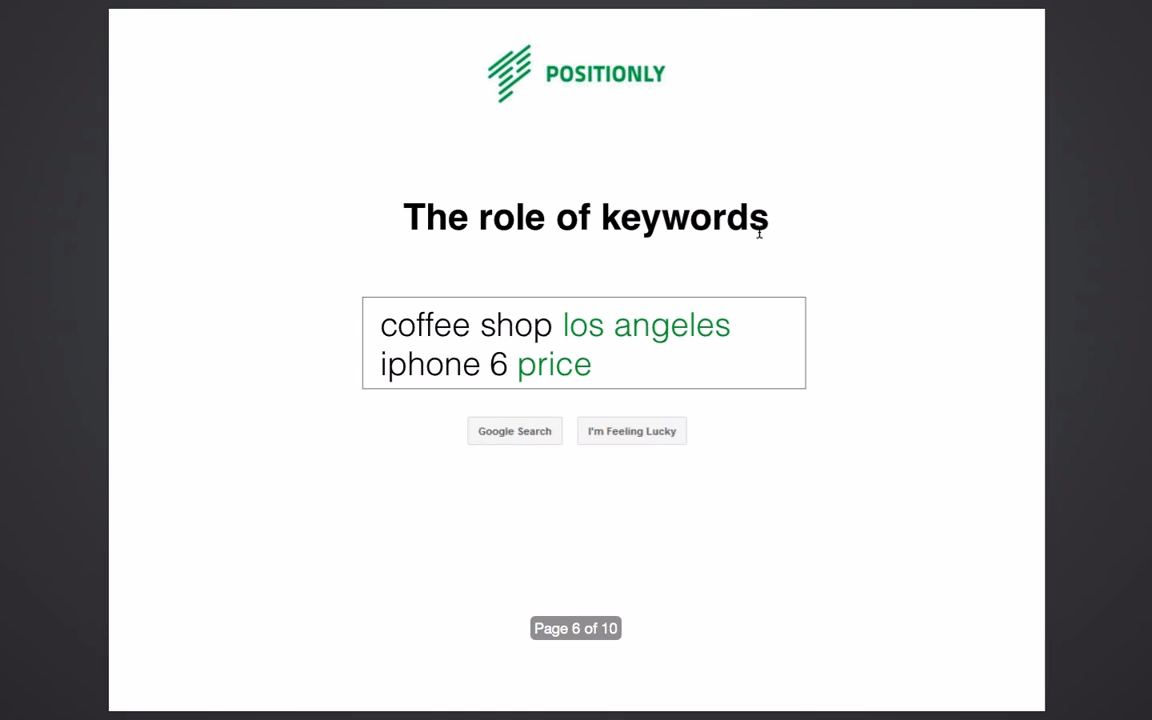 POSITIONLY
The role of keywords
coffee shop los angeles
iphone 6 price
Google Search
I'm Feeling Lucky
Page 6 of 10